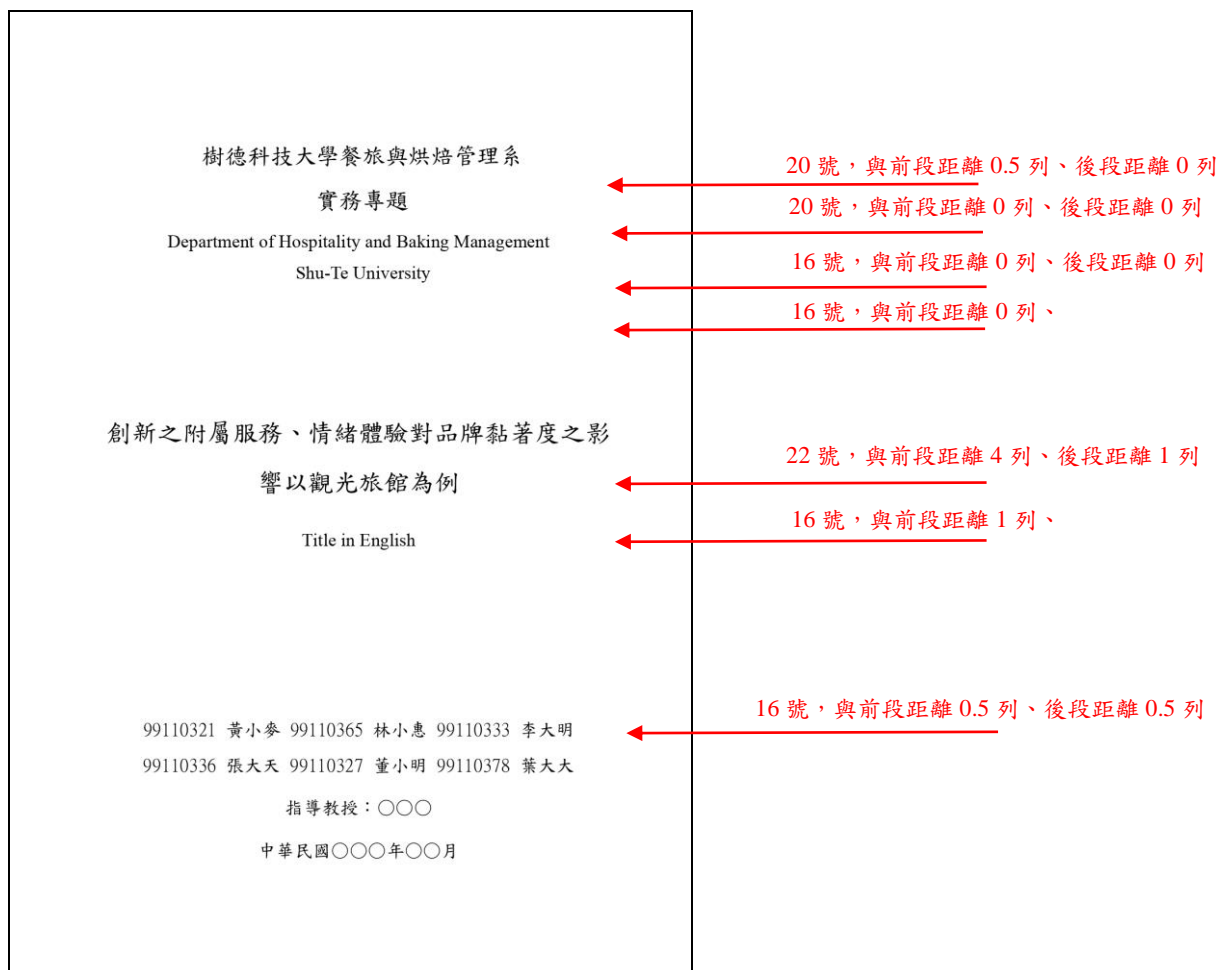 樹德科技大學餐旅與烘焙管理系
20 號，與前段距離 0.5 列、後段距離 0 列
實務專題
20 號，與前段距離 0 列、後段距離 0 列
Department of Hospitality and Baking Management
16 號，與前段距離 0 列、後段距離 0 列
Shu-Te University
16 號，與前段距離 0 列、
創新之附屬服務、情緒體驗對品牌黏著度之影
響以觀光旅館為例
22 號，與前段距離 4 列、後段距離 1 列
Title in English
16 號，與前段距離 1 列、
16 號，與前段距離 0.5 列、後段距離 0.5 列
99110321 黃小麥 99110365 林小惠 99110333 李大明
99110336 張大天 99110327 董小明 99110378 葉大大
指導教授：○○○
中華民國○○○年○○月